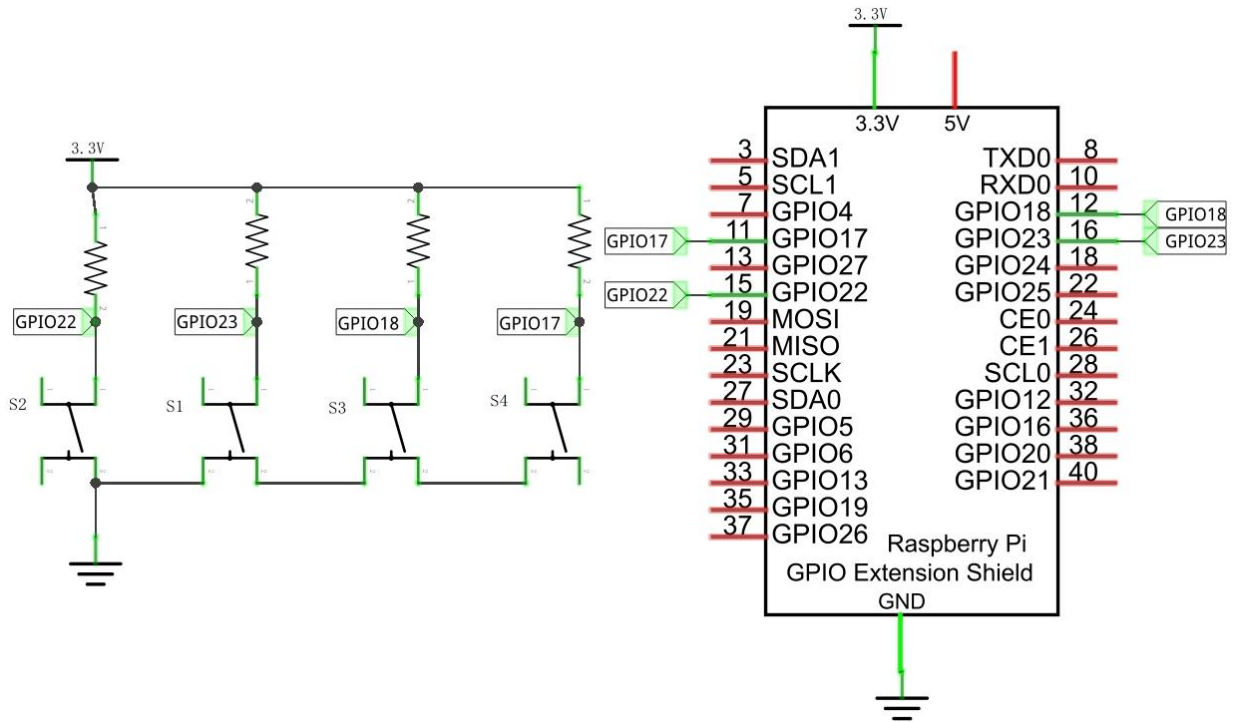 3.3V
GPIO22
GPIO23
GPIO18
GPIO17
S2
S1
S3
S4
3.3V
3.3V
5V
3 SDA1
5 SCL1
7 GPIO4
GPIO17 11 GPIO17
13 GPIO27
GPIO22 15 GPIO22
19 MOSI
21 MISO
23 SCLK
27 SDA0
29 GPIO5
31 GPIO6
33 GPIO13
35 GPIO19
37 GPIO26
TXD0 8
RXD0 10
GPIO18 12 GPIO18
GPIO23 16 GPIO23
GPIO24 18
GPIO25 22
CE0 24
CE1 26
SCL0 28
GPIO12 32
GPIO16 36
GPIO20 38
GPIO21 40
Raspberry Pi
GPIO Extension Shield
GND